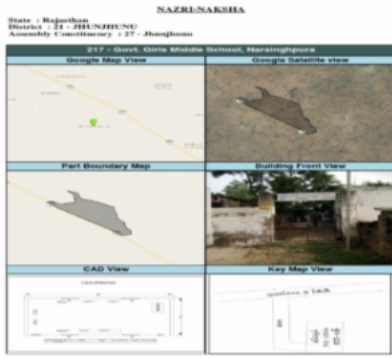 NAZRI-NAKSHA
State : Rajasthan
District : 21 - JHUNJHUNU
Assembly Constituency : 27 - Jhunjhunu
217 - Govt. Girls Middle School, Narsinghpura
Google Map View
Google Satellite view
Part Boundary Map
Building Front view
CAD View
Key Map View